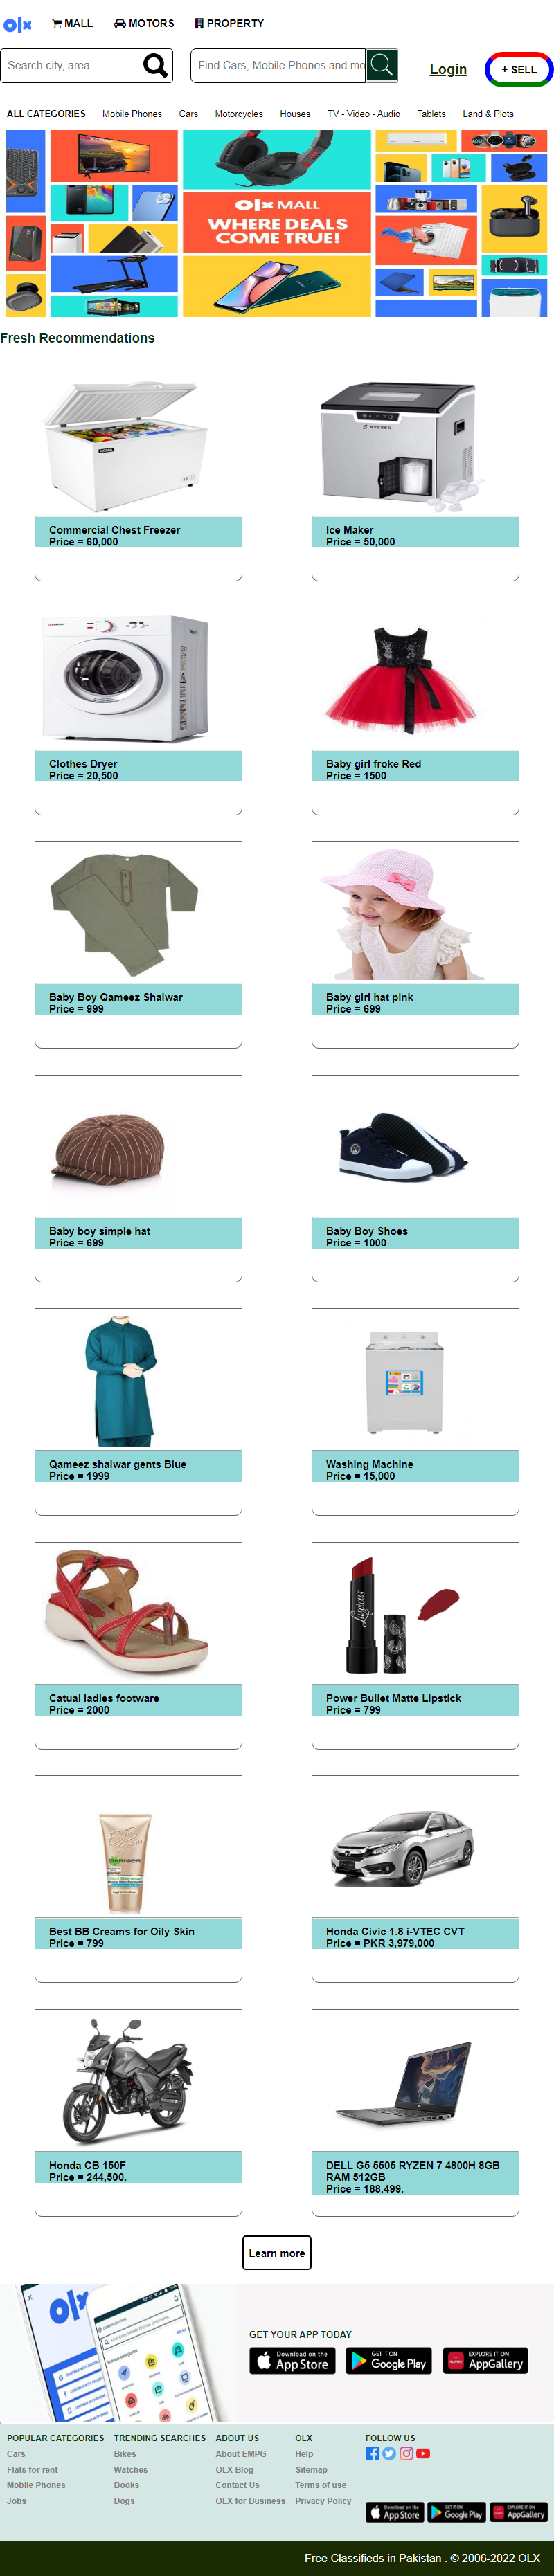 olx
MALL
MOTORS
PROPERTY
Search city, area
Find Cars, Mobile Phones and mo
Login
+ SELL
ALL CATEGORIES
Mobile Phones
Cars
Motorcycles
Houses
TV - Video - Audio
Tablets
Land & Plots
olx MALL
WHERE DEALS
COME TRUE!
Fresh Recommendations
Commercial Chest Freezer
Price = 60,000
Ice Maker
Price = 50,000
Clothes Dryer
Price = 20,500
Baby girl froke Red
Price = 1500
Baby Boy Qameez Shalwar
Price = 999
Baby girl hat pink
Price = 699
Baby boy simple hat
Price = 699
Baby Boy Shoes
Price = 1000
Qameez shalwar gents Blue
Price = 1999
Washing Machine
Price = 15,000
Catual ladies footware
Price = 2000
Luscious
Power Bullet Matte Lipstick
Price = 799
GARNIER
Best BB Creams for Oily Skin
Price = 799
Honda Civic 1.8 i-VTEC CVT
Price = PKR 3,979,000
Honda CB 150F
Price = 244,500.
DELL G5 5505 RYZEN 7 4800H 8GB
RAM 512GB
Price = 188,499.
Learn more
olx
GET YOUR APP TODAY
Download on the
App Store
GET IT ON
Google Play
EXPLORE IT ON
AppGallery
POPULAR CATEGORIES
Cars
Flats for rent
Mobile Phones
Jobs
TRENDING SEARCHES
Bikes
Watches
Books
Dogs
ABOUT US
About EMPG
OLX Blog
Contact Us
OLX for Business
OLX
Help
Sitemap
Terms of use
Privacy Policy
FOLLOW US
Download on the
App Store
GET IT ON
Google Play
EXPLORE IT ON
AppGallery
Free Classifieds in Pakistan . © 2006-2022 OLX